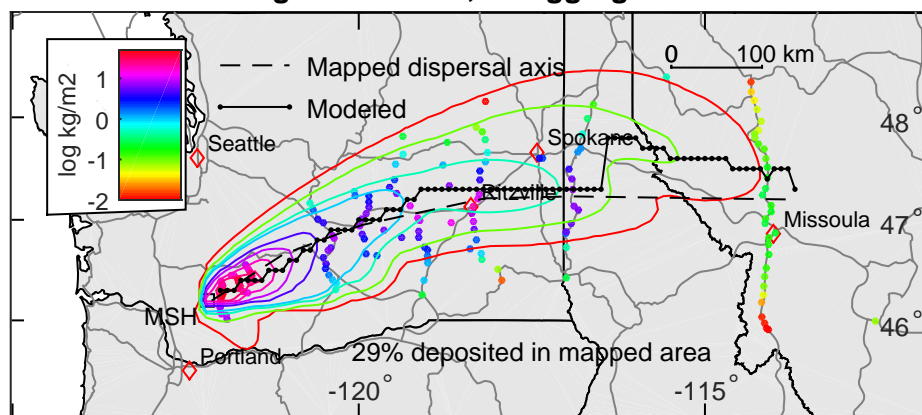 0 100 km
Mapped dispersal axis
Modeled
log kg/m2
1
0
-1
-2
Seattle
Spokane
48°
Ritzville
47°
Missoula
MSH
46°
Portland
29% deposited in mapped area
-120°
-115°